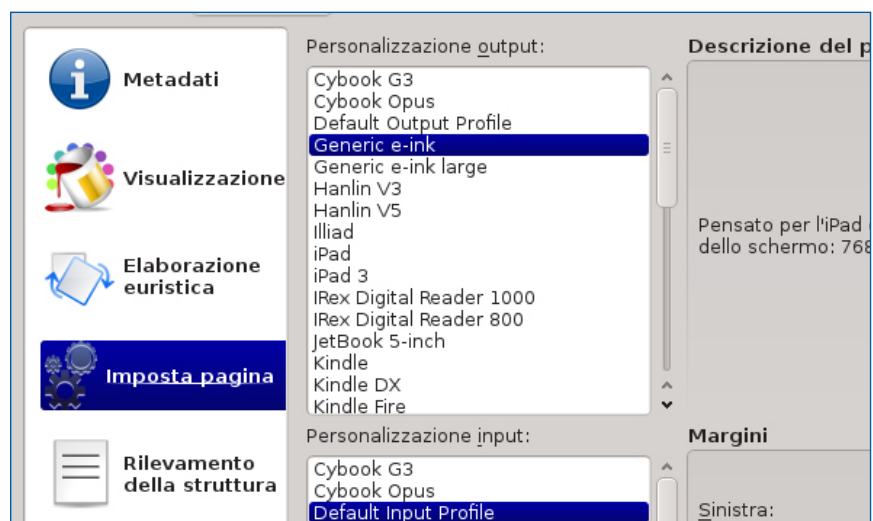 Metadati
Visualizzazione
Elaborazione
euristica
Imposta pagina
Rilevamento
della struttura
Personalizzazione output:
Cybook G3
Cybook Opus
Default Output Profile
Generic e-ink
Generic e-ink large
Hanlin V3
Hanlin V5
Illiad
iPad
iPad 3
IRex Digital Reader 1000
IRex Digital Reader 800
JetBook 5-inch
Kindle
Kindle DX
Kindle Fire
Personalizzazione input:
Cybook G3
Cybook Opus
Default Input Profile
Descrizione del p
Pensato per l'iPad
dello schermo: 768
Margini
Sinistra: